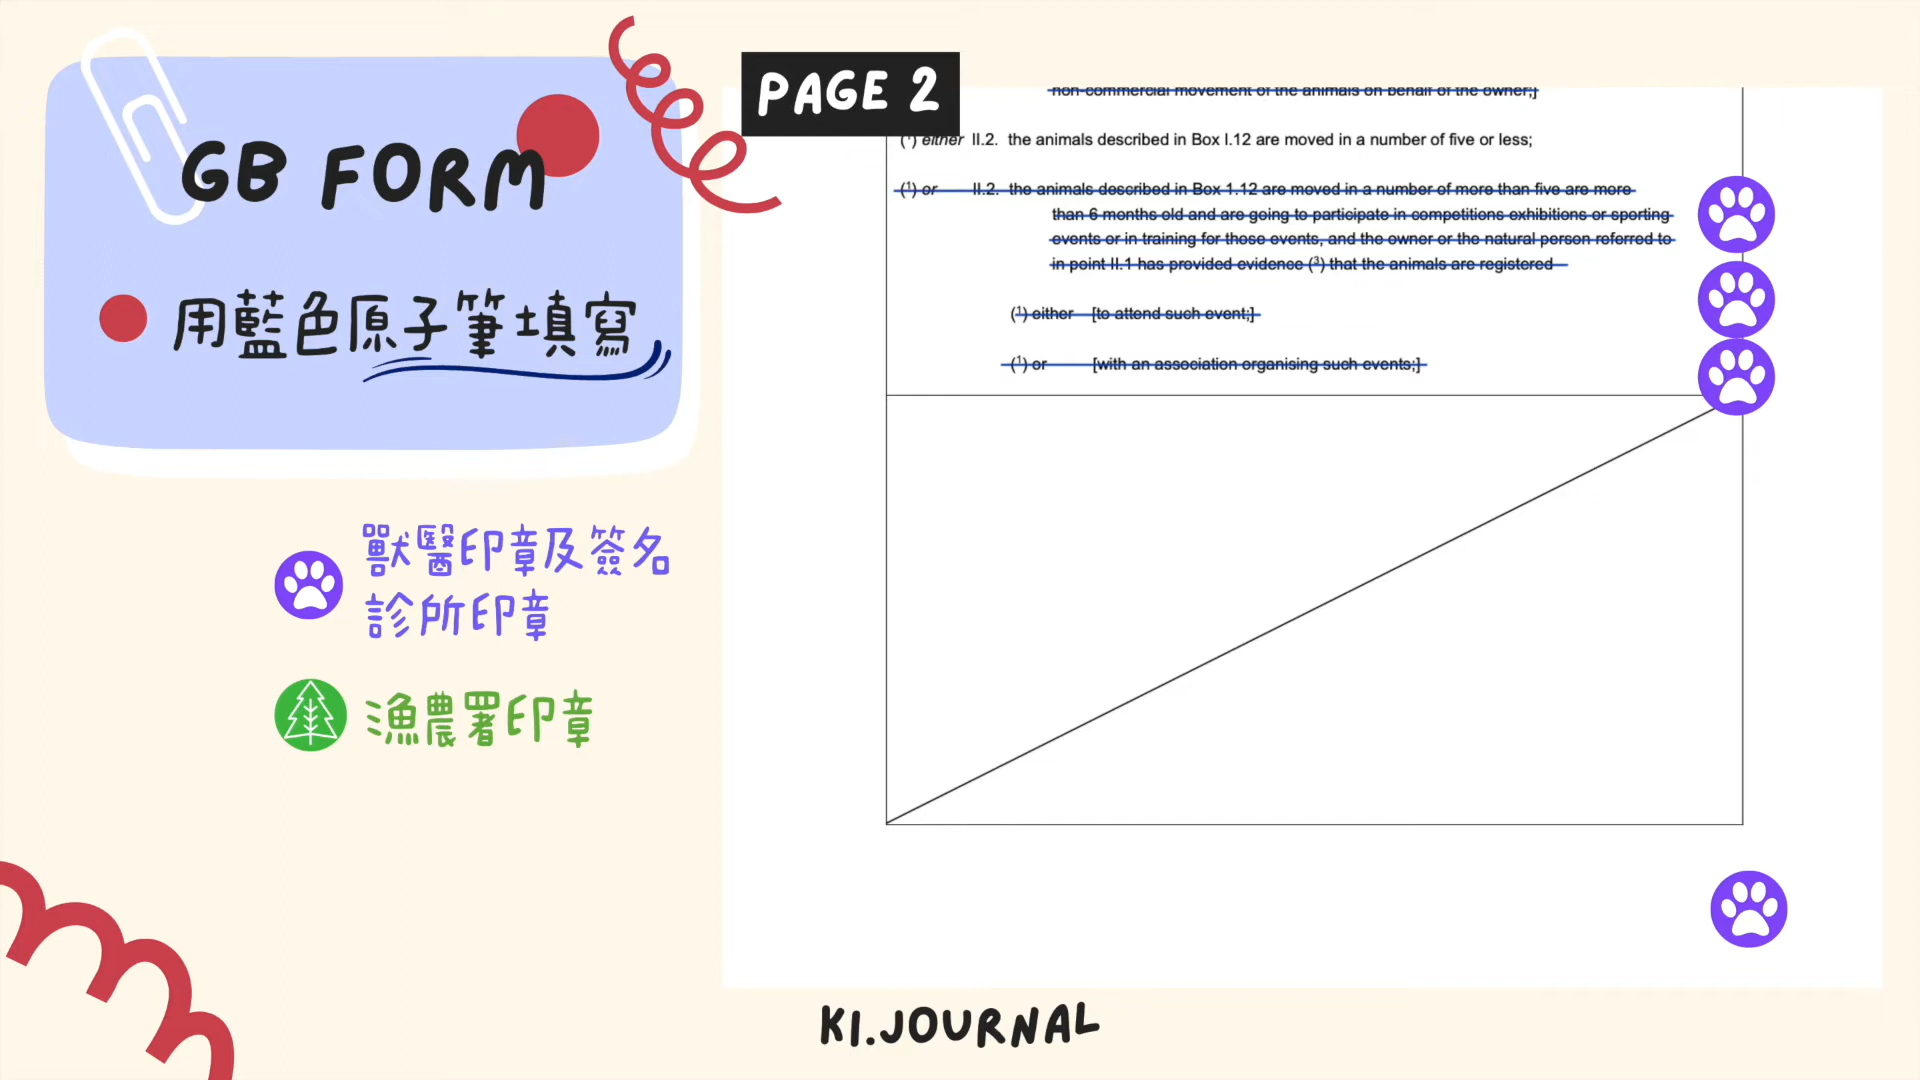 GB FORM
用藍色原子筆填寫
獸醫印章及簽名
診所印章
漁農署印章
PAGE 2
non-commercial movement of the animals on behalf of the owner;]
(¹) either II.2. the animals described in Box I.12 are moved in a number of five or less;
(¹) or II.2. the animals described in Box 1.12 are moved in a number of more than five are more
than 6 months old and are going to participate in competitions exhibitions or sporting
events or in training for those events, and the owner or the natural person referred to
in point II.1 has provided evidence (³) that the animals are registered
(¹) either [to attend such event;]
(¹) or [with an association organising such events;]
KI.JOURNAL